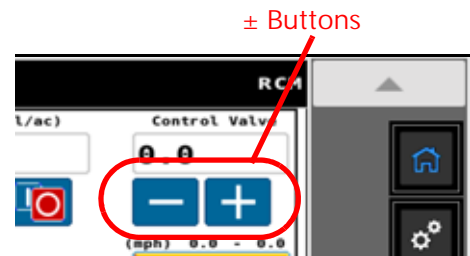 ± Buttons
RCM
l/ac) Control Valve
0.0
(mph) 0.0 - 0.0